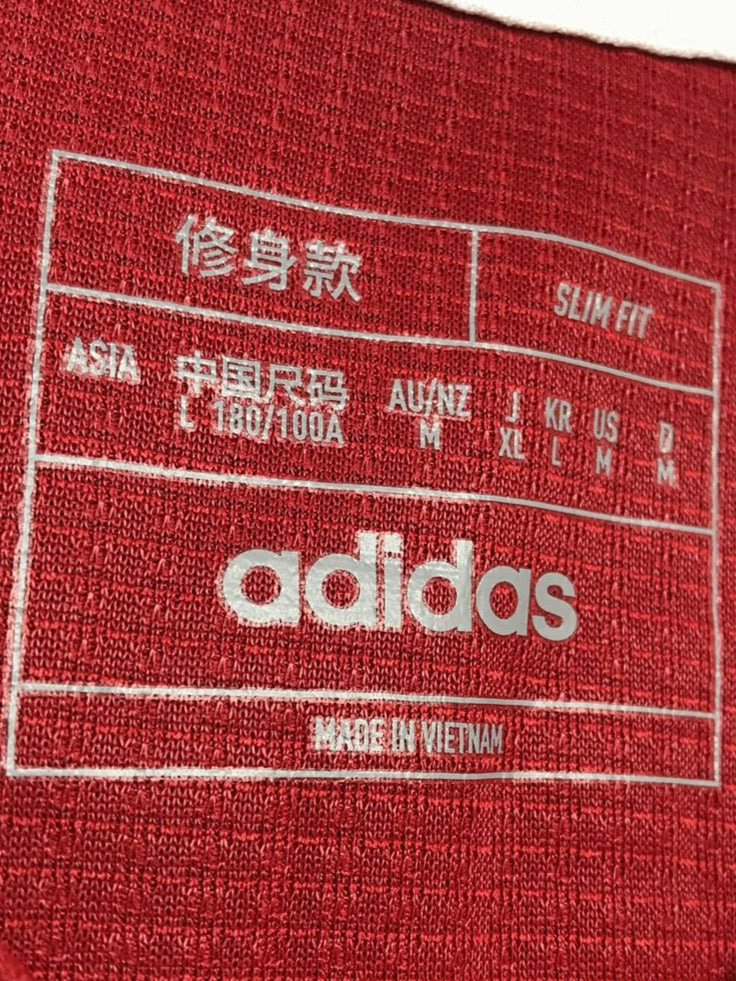 修身款 SLIM FIT
ASIA 中国尺码 AU/NZ J KR US D
L 180/100A M XL L M M
adidas
MADE IN VIETNAM